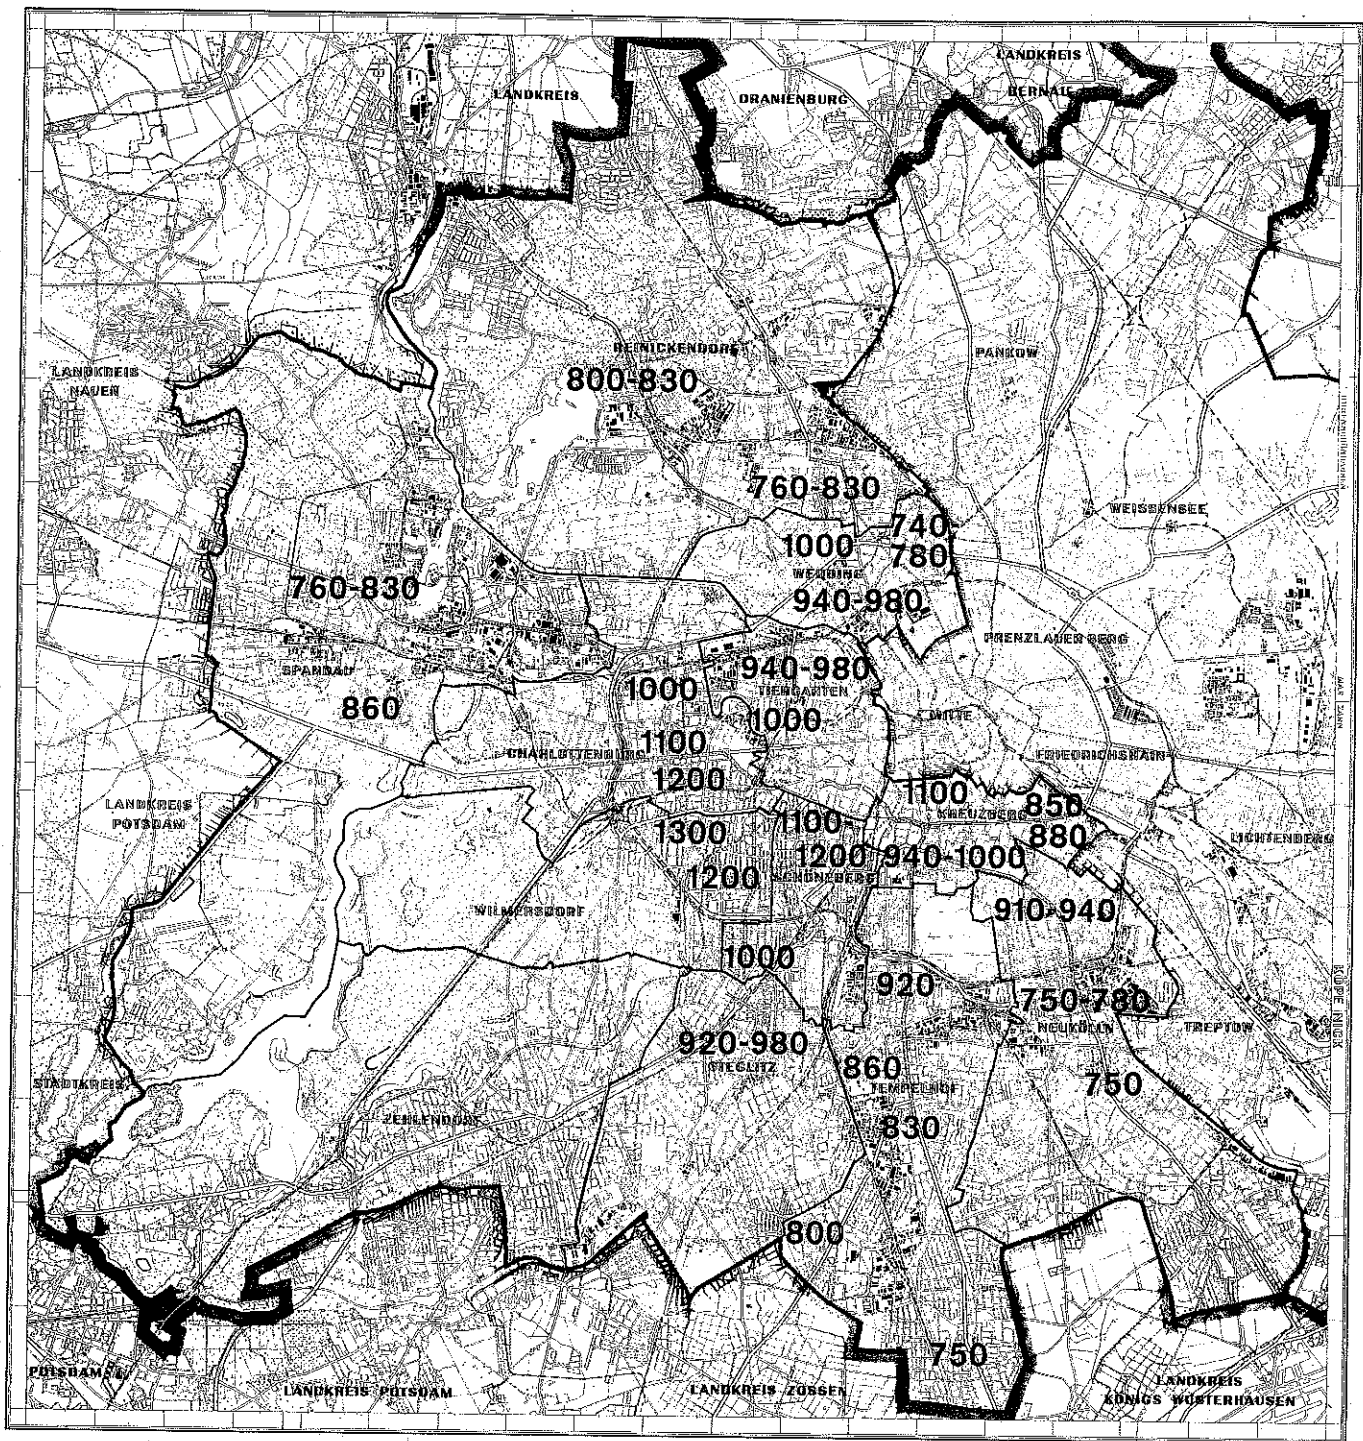 LANDKREIS
LANDKREIS
ORANIENBURG
BERNAU
REINICKENDORF
PANKOW
LANDKREIS
NAUEN
800-830
760-830
WEISSENSEE
740
1000
780
WEDDING
760-830
940-980
PRENZLAUER BERG
SPANDAU
940-980
1000
TIERGARTEN
860
1000
MITTE
1100
CHARLOTTENBURG
FRIEDRICHSHAIN
1200
1100
850
LANDKREIS
POTSDAM
KREUZBERG
1300
1100-
880
LICHTENBERG
1200
940-1000
1200
SCHÖNEBERG
WILMERSDORF
910-940
1000
920
750-780
NEUKÖLLN
TREPTOW
KÖPENICK
920-980
STEGLITZ
860
STADTKREIS
TEMPELHOF
750
ZEHLENDORF
830
800
750
POTSDAM
LANDKREIS POTSDAM
LANDKREIS ZOSSEN
LANDKREIS
KÖNIGS WUSTERHAUSEN